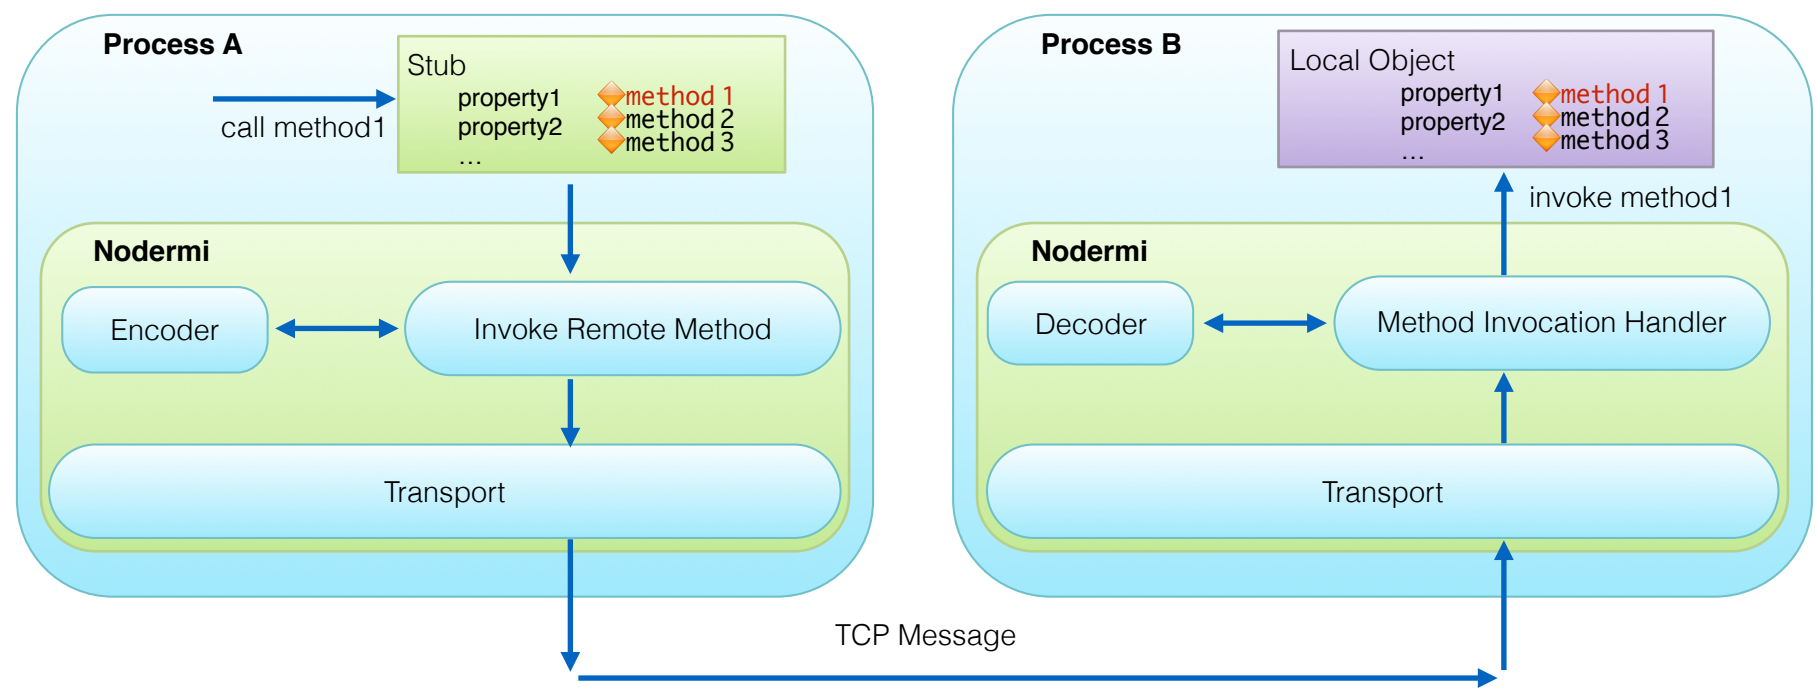 Process A
Stub
property1
method 1
call method1
property2
method 2
method 3
...
Nodermi
Encoder
Invoke Remote Method
Transport
Process B
Local Object
property1
method 1
property2
method 2
method 3
...
invoke method1
Nodermi
Decoder
Method Invocation Handler
Transport
TCP Message